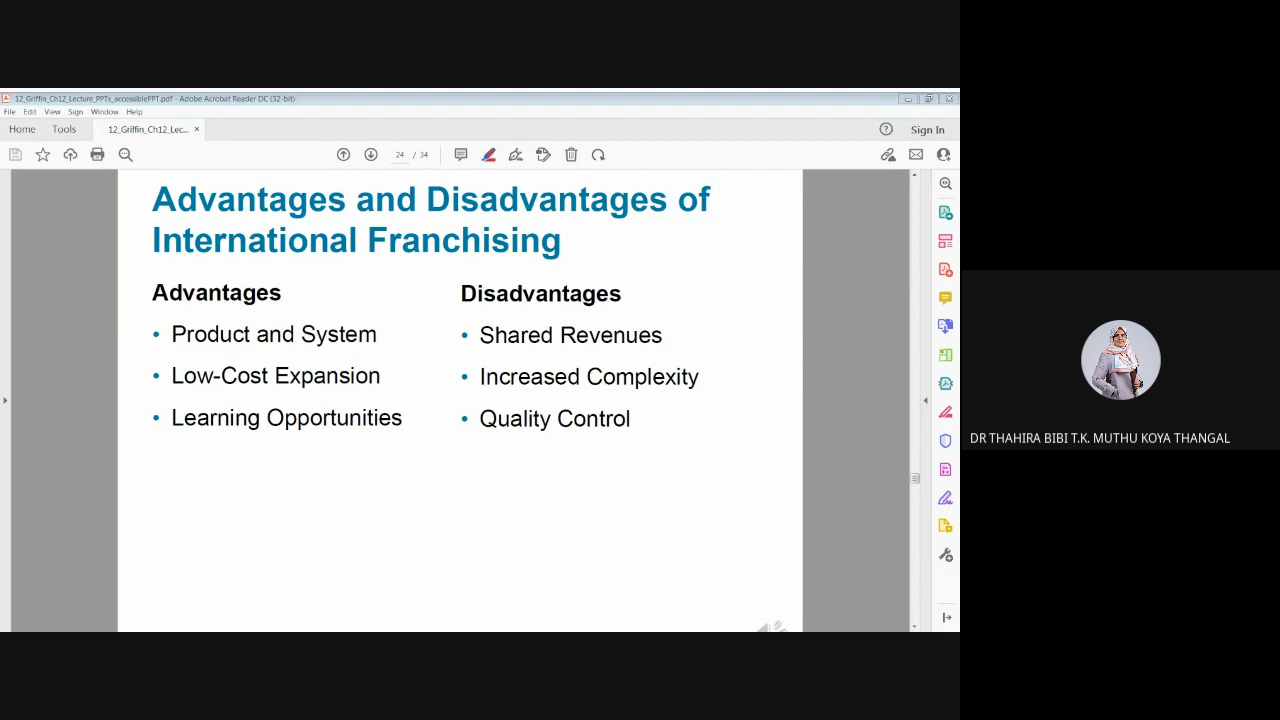 12_Griffin_Ch12_Lecture_PPTs_accessiblePPT.pdf - Adobe Acrobat Reader DC (32-bit)
File Edit View Sign Window Help
Home Tools 12_Griffin_Ch12_Lec... × Sign In
24 / 34
Advantages and Disadvantages of
International Franchising
Advantages
• Product and System
• Low-Cost Expansion
• Learning Opportunities
Disadvantages
• Shared Revenues
• Increased Complexity
• Quality Control
DR THAHIRA BIBI T.K. MUTHU KOYA THANGAL